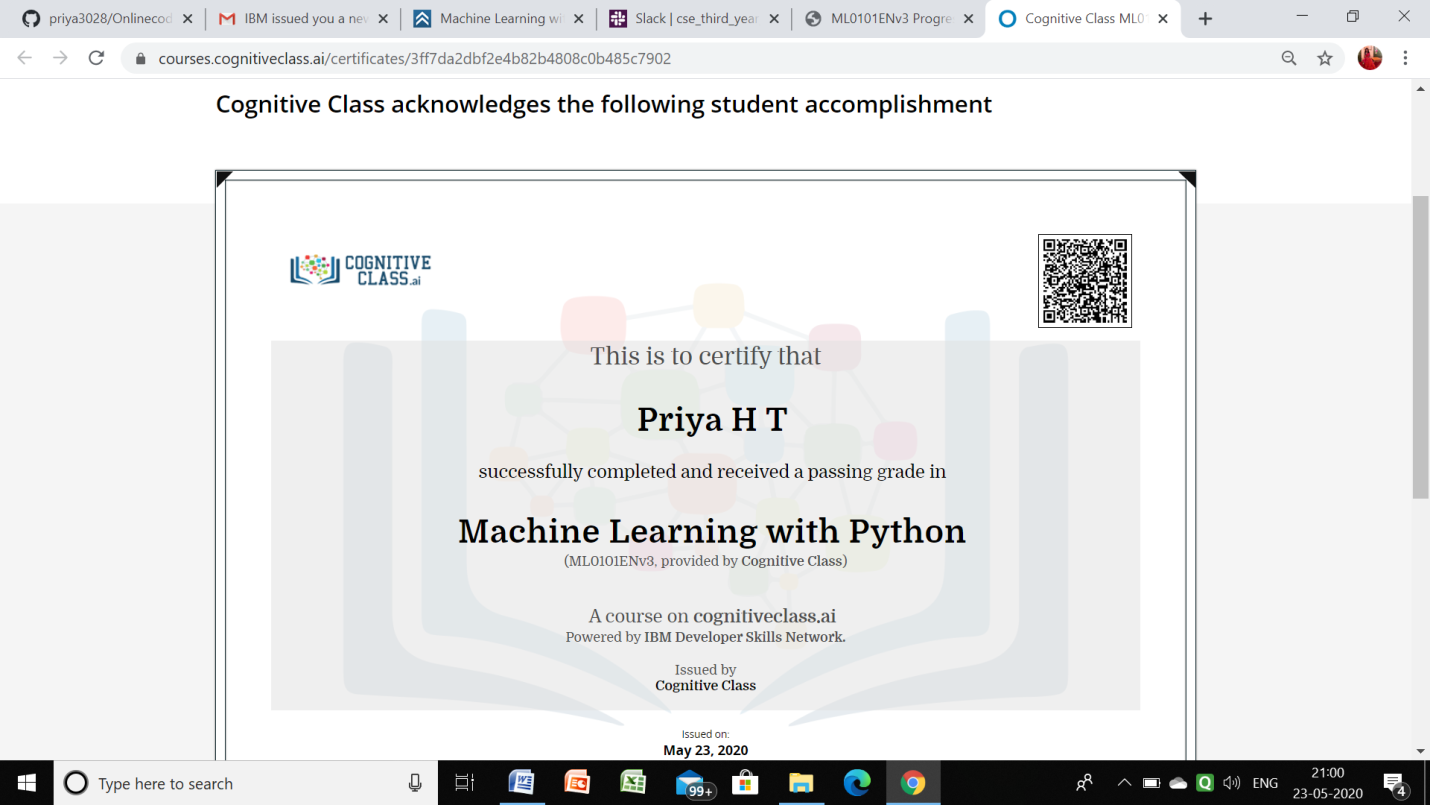 priya3028/Onlinecod
IBM issued you a nev
Machine Learning wi
Slack | cse_third_year
ML0101ENv3 Progre
Cognitive Class ML01
courses.cognitiveclass.ai/certificates/3ff7da2dbf2e4b82b4808c0b485c7902
Cognitive Class acknowledges the following student accomplishment
COGNITIVE
CLASS.ai
This is to certify that
Priya H T
successfully completed and received a passing grade in
Machine Learning with Python
(ML0101ENv3, provided by Cognitive Class)
A course on cognitiveclass.ai
Powered by IBM Developer Skills Network.
Issued by
Cognitive Class
Issued on:
May 23, 2020
Type here to search
99+
ENG
21:00
23-05-2020
4